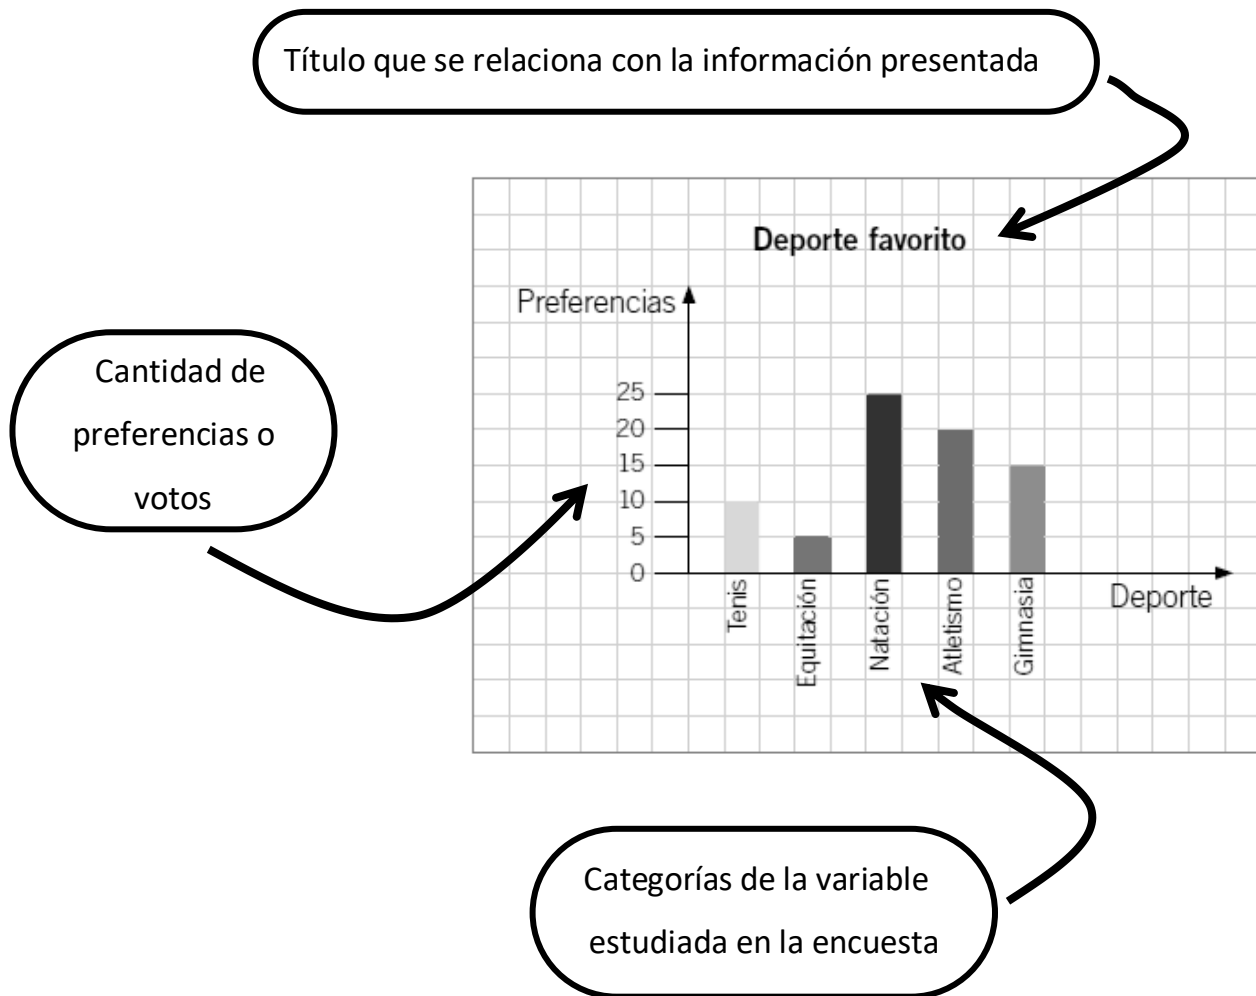 Título que se relaciona con la información presentada
Deporte favorito
Preferencias
Cantidad de
preferencias o
votos
25
20
15
10
5
0
Tenis
Equitación
Natación
Atletismo
Gimnasia
Deporte
Categorías de la variable
estudiada en la encuesta